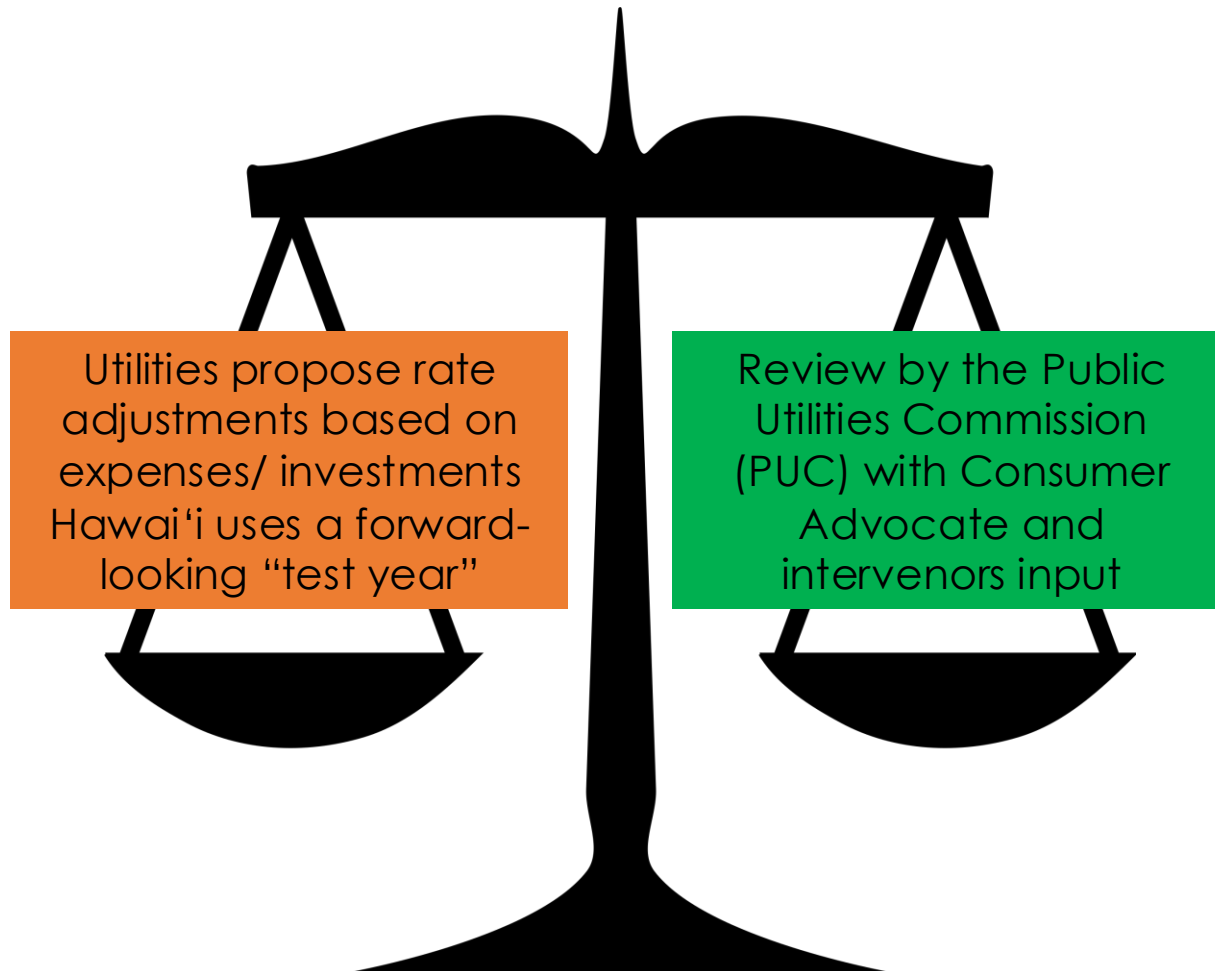 Utilities propose rate
adjustments based on
expenses/ investments
Hawai‘i uses a forward-
looking “test year”
Review by the Public
Utilities Commission
(PUC) with Consumer
Advocate and
intervenors input